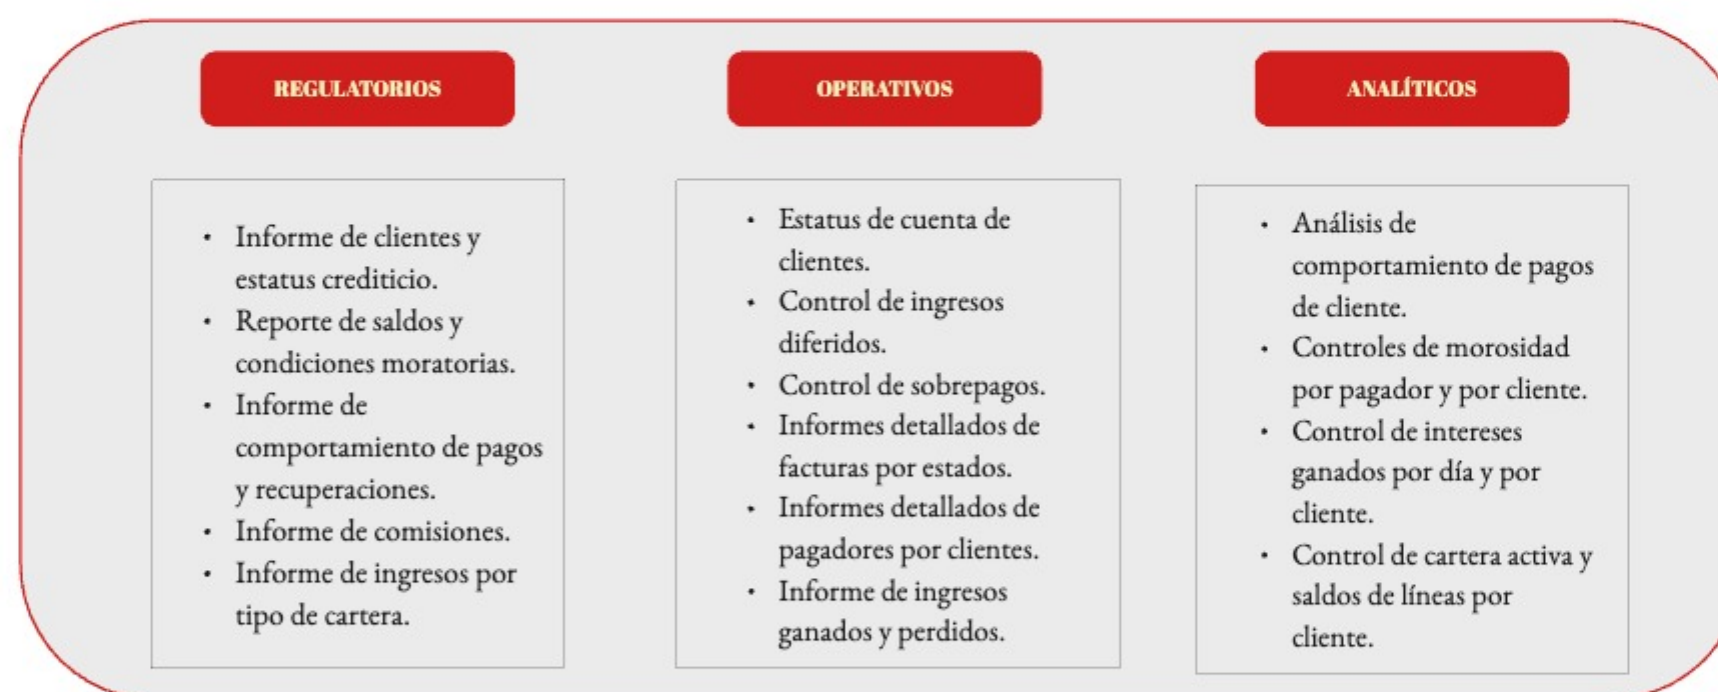 REGULATORIOS
• Informe de clientes y
estatus crediticio.
• Reporte de saldos y
condiciones moratorias.
• Informe de
comportamiento de pagos
y recuperaciones.
• Informe de comisiones.
• Informe de ingresos por
tipo de cartera.
OPERATIVOS
• Estatus de cuenta de
clientes.
• Control de ingresos
diferidos.
• Control de sobrepagos.
• Informes detallados de
facturas por estados.
• Informes detallados de
pagadores por clientes.
• Informe de ingresos
ganados y perdidos.
ANALÍTICOS
• Análisis de
comportamiento de pagos
de cliente.
• Controles de morosidad
por pagador y por cliente.
• Control de intereses
ganados por día y por
cliente.
• Control de cartera activa y
saldos de líneas por
cliente.